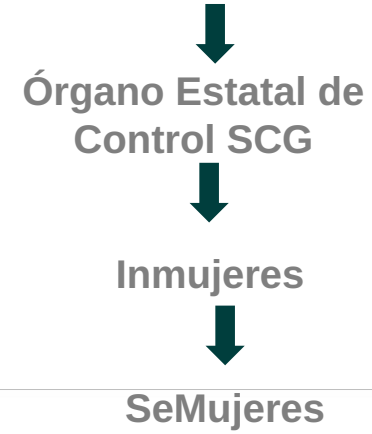 Órgano Estatal de
Control SCG
Inmujeres
SeMujeres